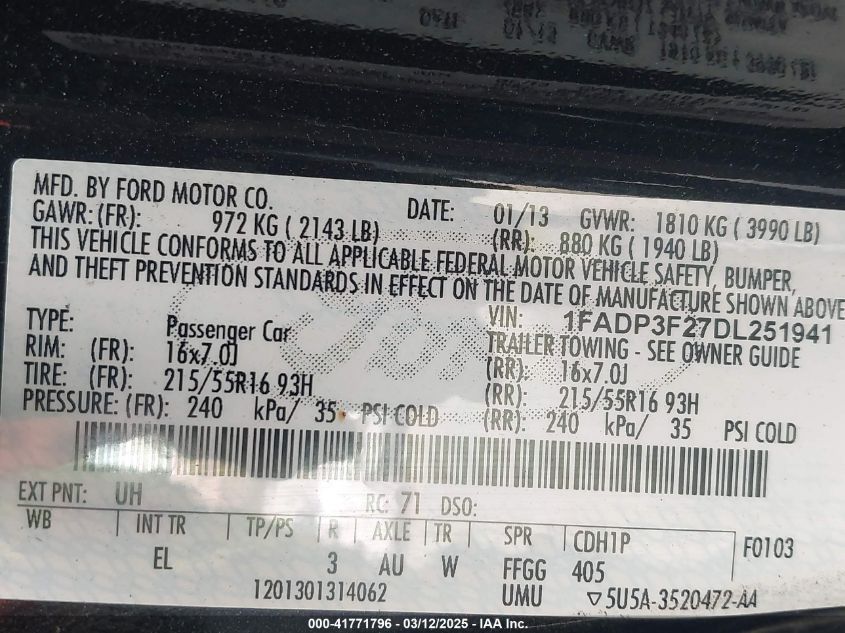 MFD. BY FORD MOTOR CO.
DATE: 01/13 GVWR: 1810 KG ( 3990 LB)
GAWR: (FR): 972 KG ( 2143 LB) (RR): 880 KG ( 1940 LB)
THIS VEHICLE CONFORMS TO ALL APPLICABLE FEDERAL MOTOR VEHICLE SAFETY, BUMPER,
AND THEFT PREVENTION STANDARDS IN EFFECT ON THE DATE OF MANUFACTURE SHOWN ABOVE
VIN: 1FADP3F27DL251941
TYPE: Passenger Car TRAILER TOWING - SEE OWNER GUIDE
RIM: (FR): 16x7.0J (RR): 16x7.0J
TIRE: (FR): 215/55R16 93H (RR): 215/55R16 93H
PRESSURE: (FR): 240 kPa/ 35 PSI COLD (RR): 240 kPa/ 35 PSI COLD
EXT PNT: UH RC: 71 DSO:
WB INT TR TP/PS R AXLE TR SPR CDH1P F0103
EL 3 AU W FFGG 405
1201301314062 UMU ▽5U5A-3520472-AA
000-41771796 - 03/12/2025 - IAAI.COM